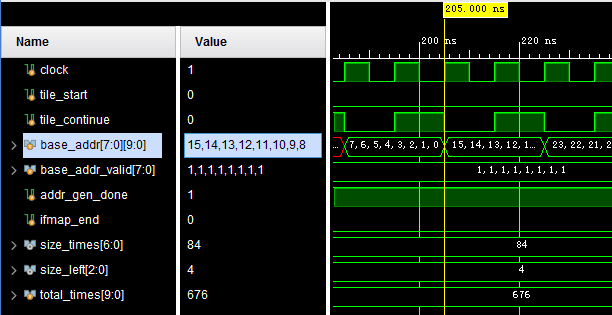 205.000 ns
Name Value 200 ns 220 ns
clock 1
tile_start 0
tile_continue 0
base_addr[7:0][9:0] 15,14,13,12,11,10,9,8 ... 7,6,5,4,3,2,1,0 15,14,13,12,1... 23,22,21,2
base_addr_valid[7:0] 1,1,1,1,1,1,1,1 1,1,1,1,1,1,1,1
addr_gen_done 1
ifmap_end 0
size_times[6:0] 84 84
size_left[2:0] 4 4
total_times[9:0] 676 676